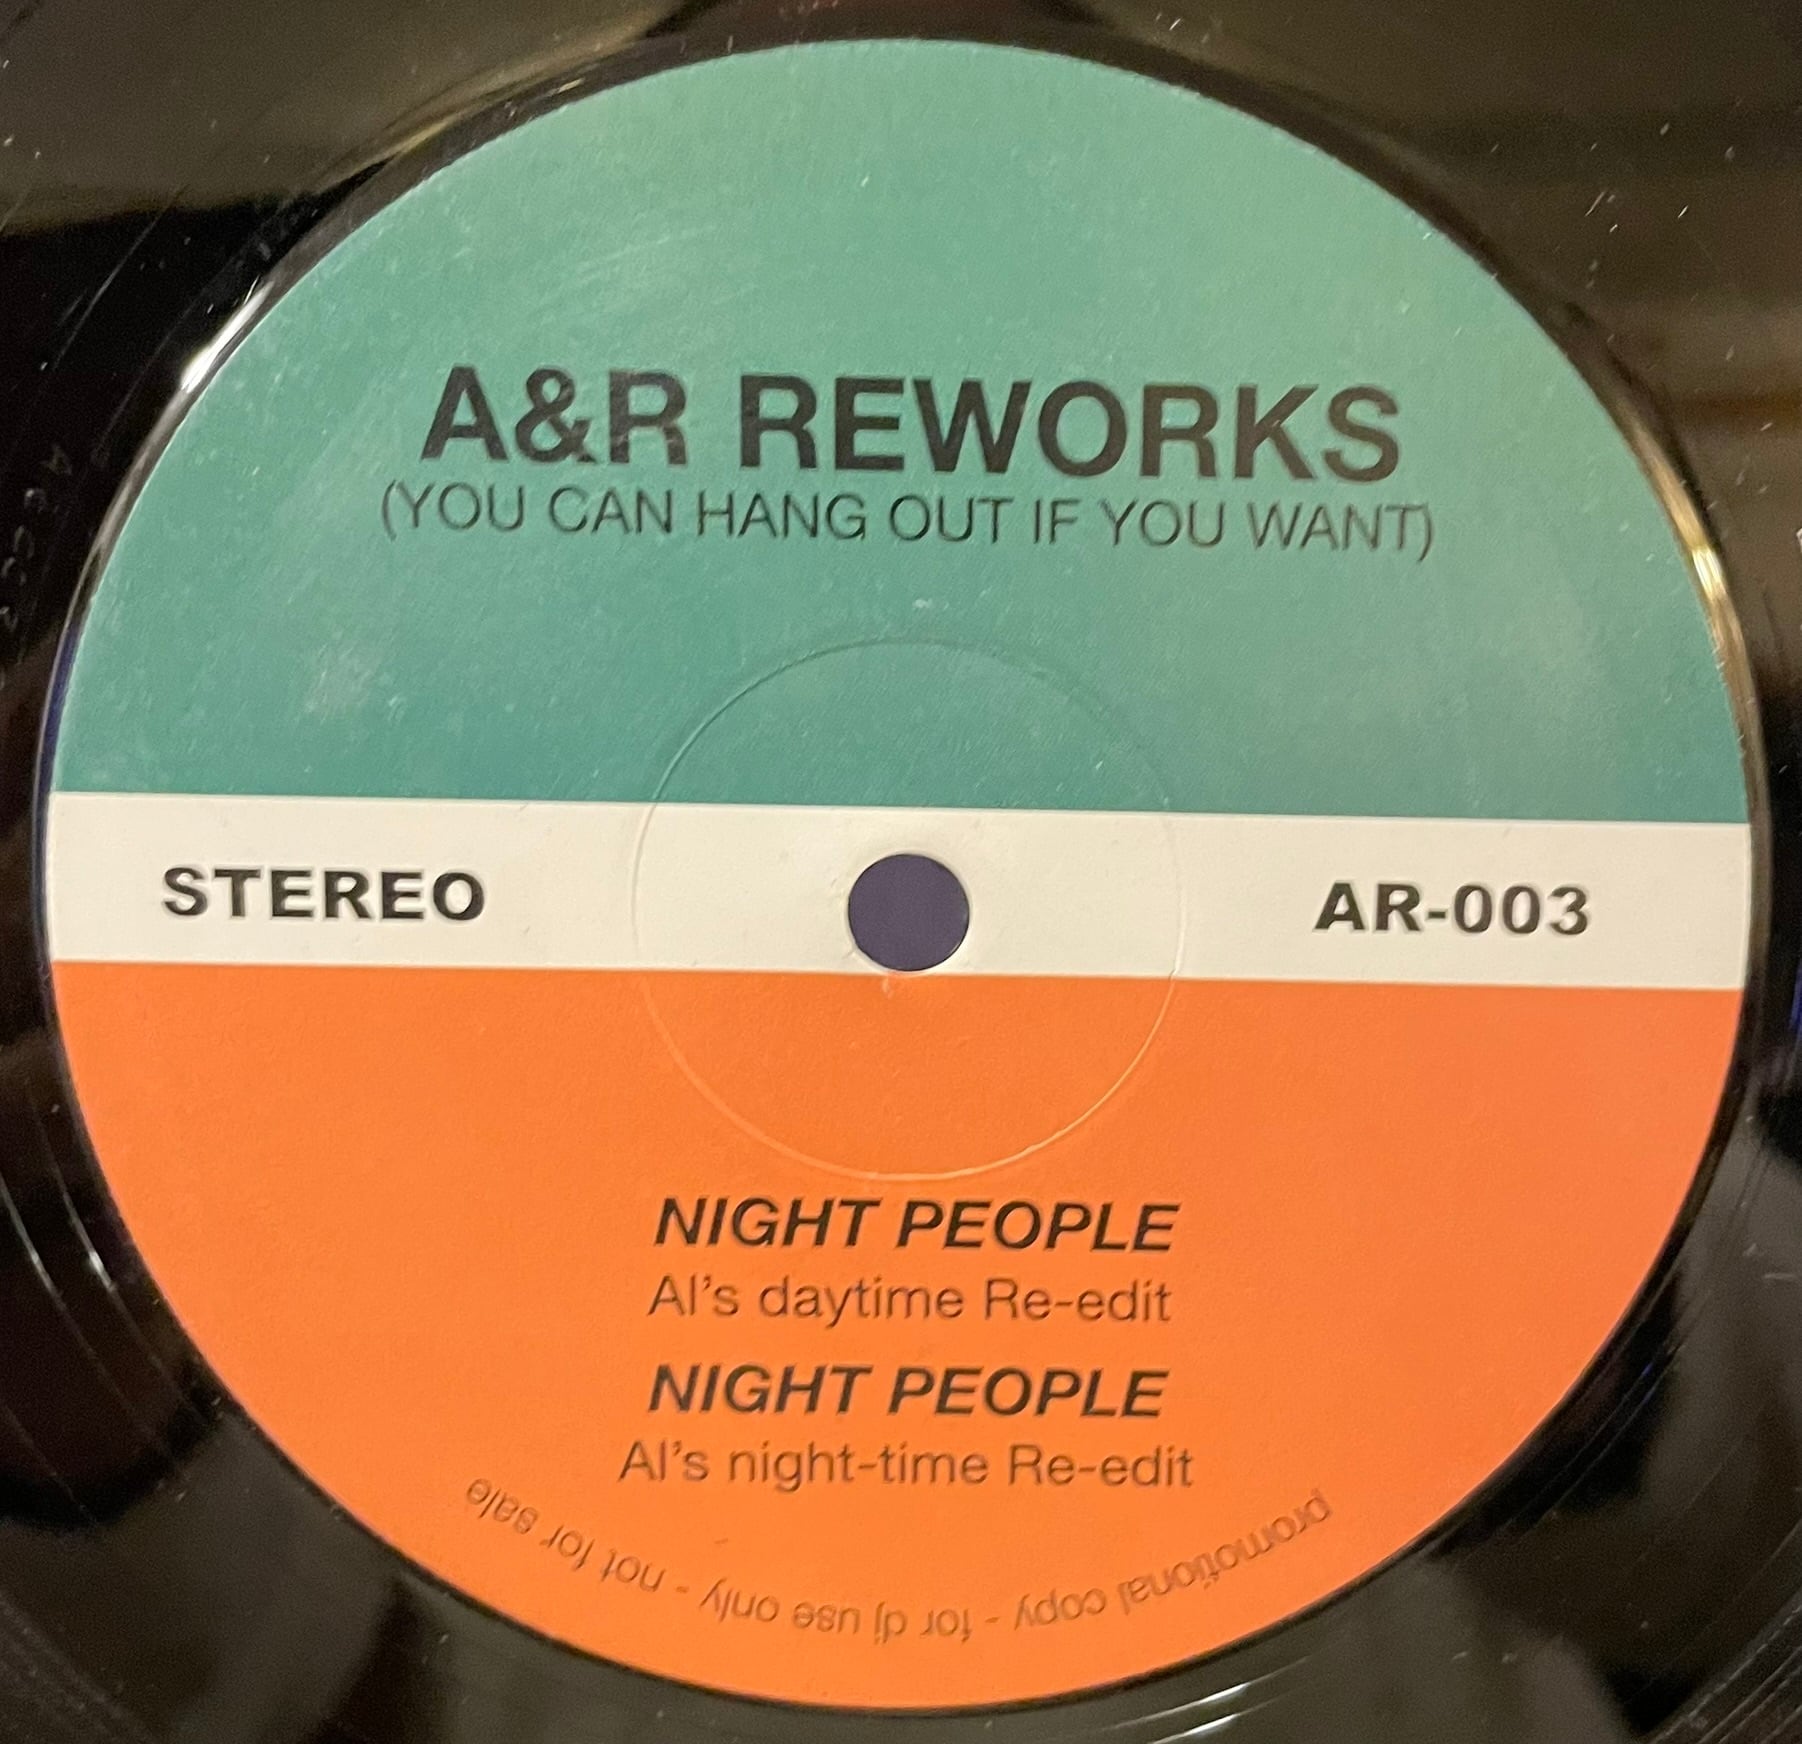 A&R REWORKS
(YOU CAN HANG OUT IF YOU WANT)
STEREO
AR-003
NIGHT PEOPLE
Al's daytime Re-edit
NIGHT PEOPLE
Al's night-time Re-edit
promotional copy - for dj use only - not for sale